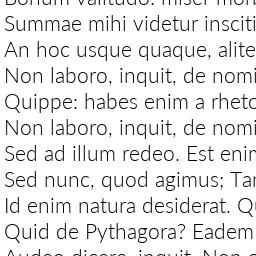 Bonum valitudo: miser morb
Summae mihi videtur insciti
An hoc usque quaque, alite
Non laboro, inquit, de nomi
Quippe: habes enim a rheto
Non laboro, inquit, de nomi
Sed ad illum redeo. Est enim
Sed nunc, quod agimus; Tar
Id enim natura desiderat. Qu
Quid de Pythagora? Eadem
Audeo dicere, inquit. Non